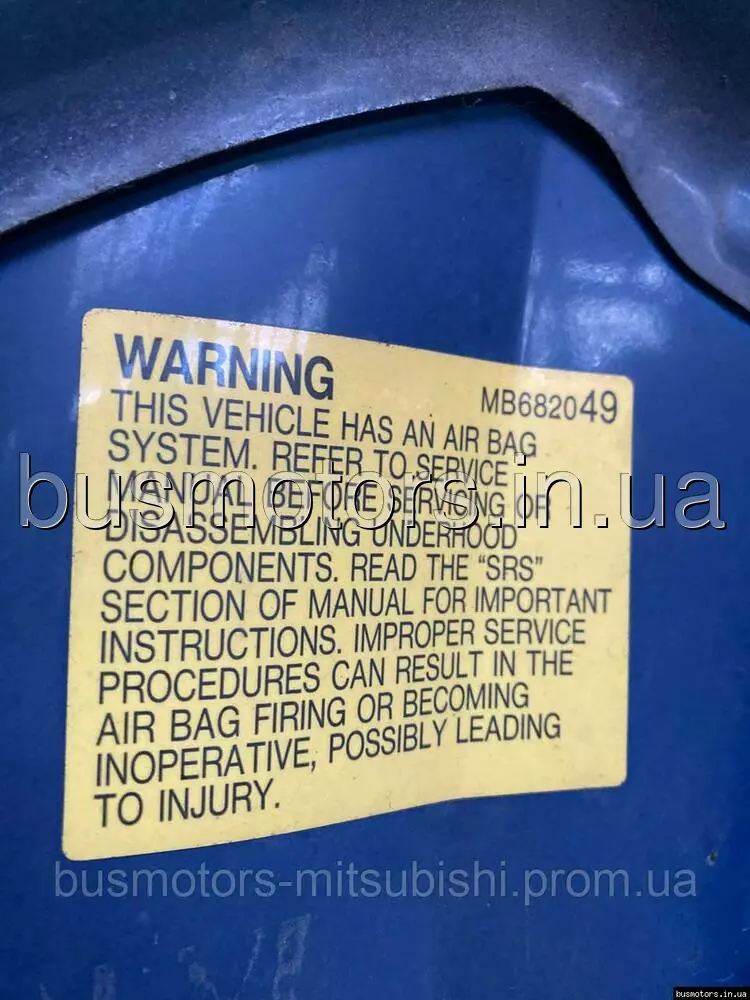 WARNING
MB682049
THIS VEHICLE HAS AN AIR BAG
SYSTEM. REFER TO SERVICE
MANUAL BEFORE SERVICING OR
busmotors.in.ua
DISASSEMBLING UNDERHOOD
COMPONENTS. READ THE "SRS"
SECTION OF MANUAL FOR IMPORTANT
INSTRUCTIONS. IMPROPER SERVICE
PROCEDURES CAN RESULT IN THE
AIR BAG FIRING OR BECOMING
INOPERATIVE, POSSIBLY LEADING
TO INJURY.
busmotors-mitsubishi.prom.ua
busmotors.in.ua